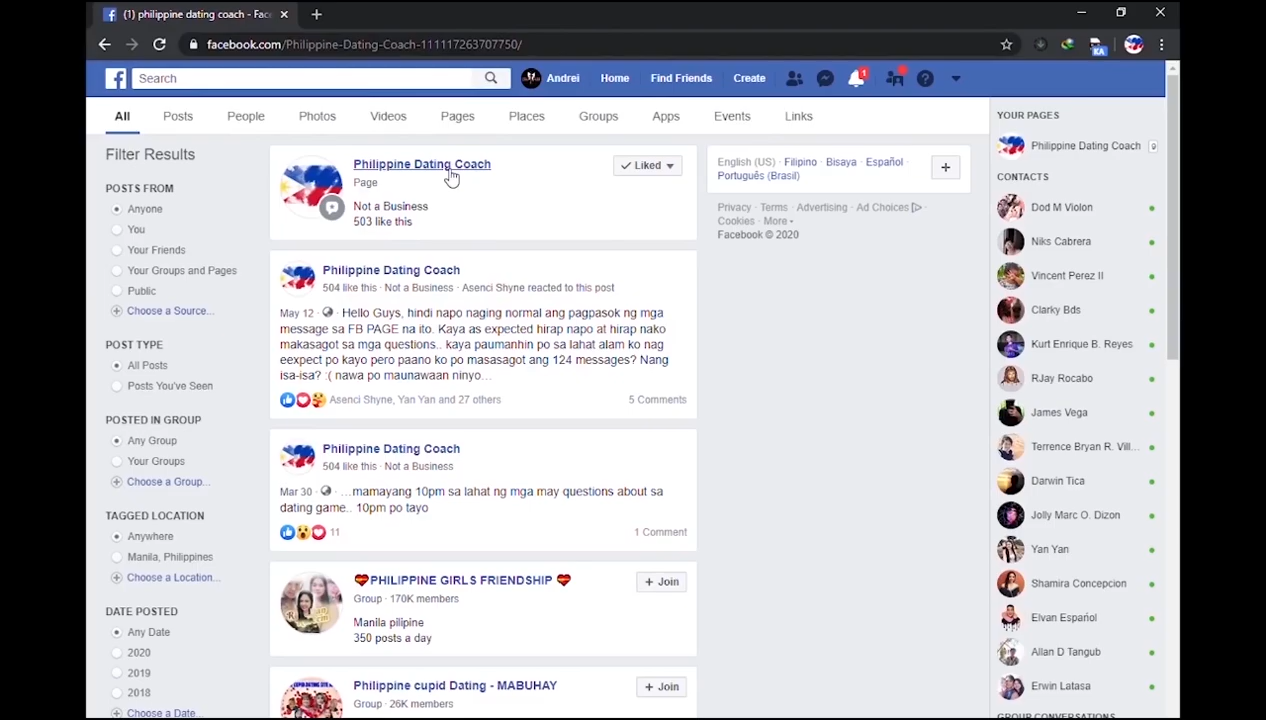 (1) philippine dating coach - Fac
facebook.com/Philippine-Dating-Coach-111117263707750/
KA
Search
Andrei
Home
Find Friends
Create
1
All
Posts
People
Photos
Videos
Pages
Places
Groups
Apps
Events
Links
Filter Results
POSTS FROM
Anyone
You
Your Friends
Your Groups and Pages
Public
Choose a Source...
POST TYPE
All Posts
Posts You've Seen
POSTED IN GROUP
Any Group
Your Groups
Choose a Group...
TAGGED LOCATION
Anywhere
Manila, Philippines
Choose a Location...
DATE POSTED
Any Date
2020
2019
2018
Choose a Date...
Philippine Dating Coach
Page
Not a Business
503 like this
Liked
Philippine Dating Coach
504 like this · Not a Business · Asenci Shyne reacted to this post
May 12 · Hello Guys, hindi napo naging normal ang pagpasok ng mga
message sa FB PAGE na ito. Kaya as expected hirap napo at hirap nako
makasagot sa mga questions.. kaya paumanhin po sa lahat alam ko nag
eexpect po kayo pero paano ko po masasagot ang 124 messages? Nang
isa-isa? :( nawa po maunawaan ninyo...
Asenci Shyne, Yan Yan and 27 others
5 Comments
Philippine Dating Coach
504 like this · Not a Business
Mar 30 · ...mamayang 10pm sa lahat ng mga may questions about sa
dating game.. 10pm po tayo
11
1 Comment
PHILIPPINE GIRLS FRIENDSHIP
Group · 170K members
Manila pilipine
350 posts a day
+ Join
Philippine cupid Dating - MABUHAY
Group · 26K members
+ Join
English (US) · Filipino · Bisaya · Español ·
Português (Brasil)
Privacy · Terms · Advertising · Ad Choices ·
Cookies · More
Facebook © 2020
YOUR PAGES
Philippine Dating Coach
CONTACTS
Dod M Violon
Niks Cabrera
Vincent Perez II
Clarky Bds
Kurt Enrique B. Reyes
RJay Rocabo
James Vega
Terrence Bryan R. Vill...
Darwin Tica
Jolly Marc O. Dizon
Yan Yan
Shamira Concepcion
Elvan Espańol
Allan D Tangub
Erwin Latasa
GROUP CONVERSATIONS